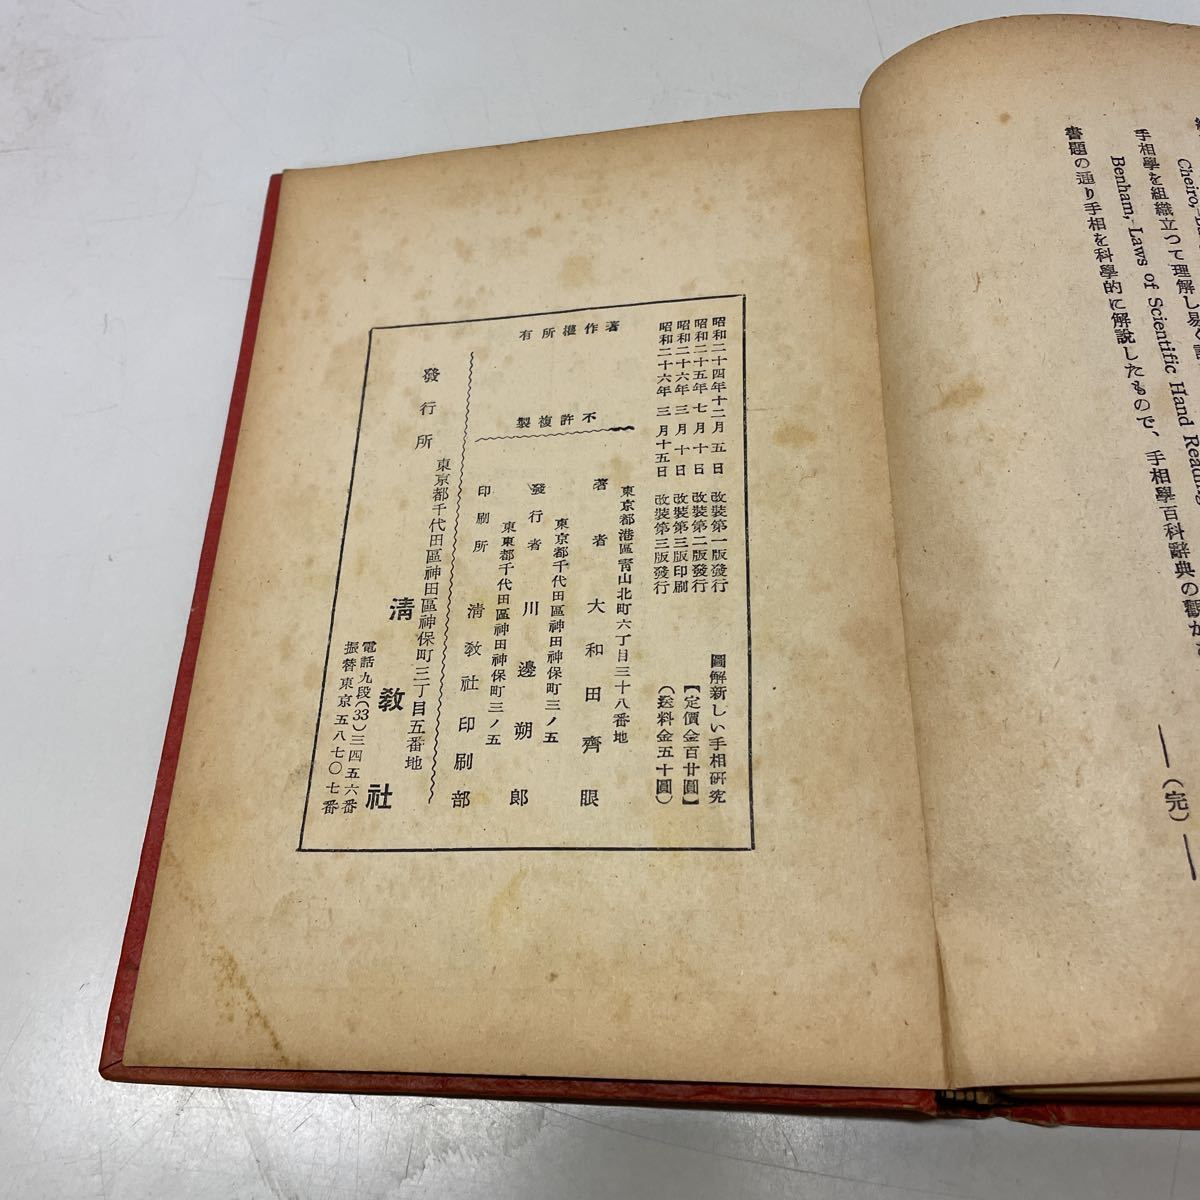 Cheiro,
手相學を組織立つて理解し易く
Benham, Laws of Scientific Hand Reading
書題の通り手相を科學的に解說したもので、手相學百科辭典の觀が
(完)
圖解新しい手相硏究
【定價金百廿圓】
(送料金五十圓)
昭和二十四年十二月五日 改裝第一版發行
昭和二十五年七月十日 改裝第二版發行
昭和二十六年三月十日 改裝第三版印刷
昭和二十六年三月十五日 改裝第三版發行
著作權所有
不許複製
東京都港區靑山北町六丁目三十八番地
著者 大和田齊眼
東京都千代田區神田神保町三ノ五
發行者 川邊朔郎
東東都千代田區神田神保町三ノ五
印刷所 淸敎社印刷部
東京都千代田區神田區神保町三丁目五番地
發行所 淸敎社
電話九段(33)三四五六番
振替東京五八七〇七番